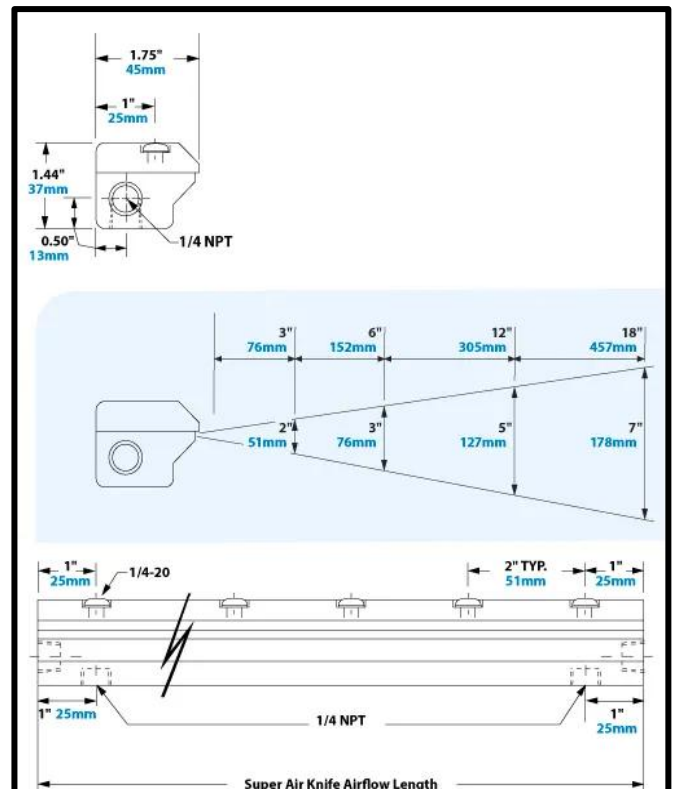 1.75"
45mm
1"
25mm
1.44"
37mm
0.50"
13mm
1/4 NPT
3"
76mm
6"
152mm
12"
305mm
18"
457mm
2"
51mm
3"
76mm
5"
127mm
7"
178mm
1"
25mm
1/4-20
2" TYP.
51mm
1"
25mm
1" 25mm
1/4 NPT
1"
25mm
Super Air Knife Airflow Length